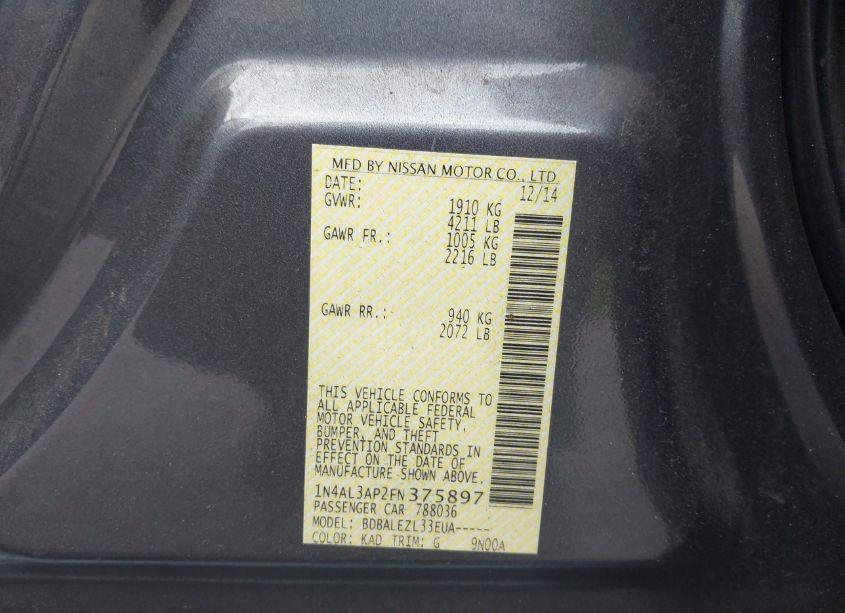 MFD BY NISSAN MOTOR CO., LTD.
DATE: 12/14
GVWR: 1910 KG
4211 LB
GAWR FR.: 1005 KG
2216 LB
GAWR RR.: 940 KG
2072 LB
THIS VEHICLE CONFORMS TO
ALL APPLICABLE FEDERAL
MOTOR VEHICLE SAFETY,
BUMPER, AND THEFT
PREVENTION STANDARDS IN
EFFECT ON THE DATE OF
MANUFACTURE SHOWN ABOVE.
1N4AL3AP2FN375897
PASSENGER CAR 788036
MODEL: BDBALEZL33EUA-----
COLOR: KAD TRIM: G 9N00A